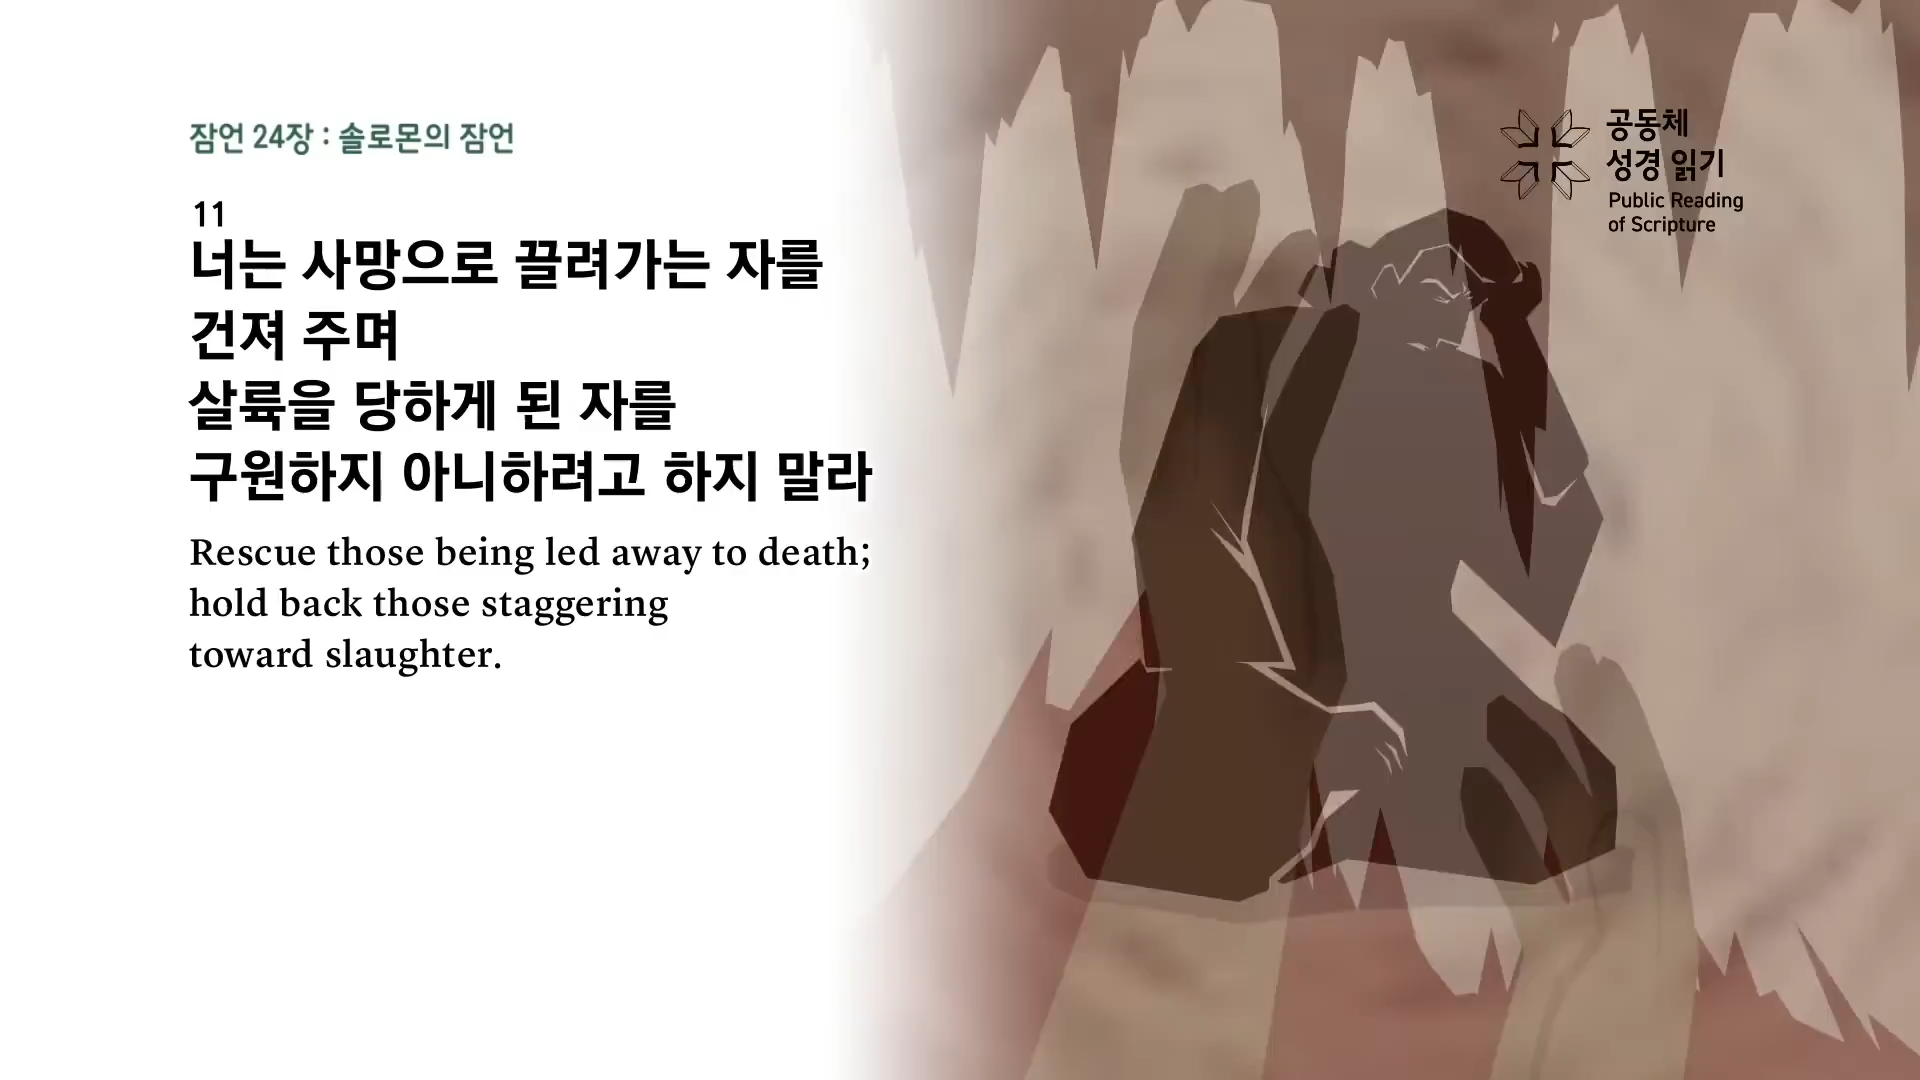 잠언 24장 : 솔로몬의 잠언
11
너는 사망으로 끌려가는 자를
건져 주며
살륙을 당하게 된 자를
구원하지 아니하려고 하지 말라
Rescue those being led away to death;
hold back those staggering
toward slaughter.
공동체
성경 읽기
Public Reading
of Scripture